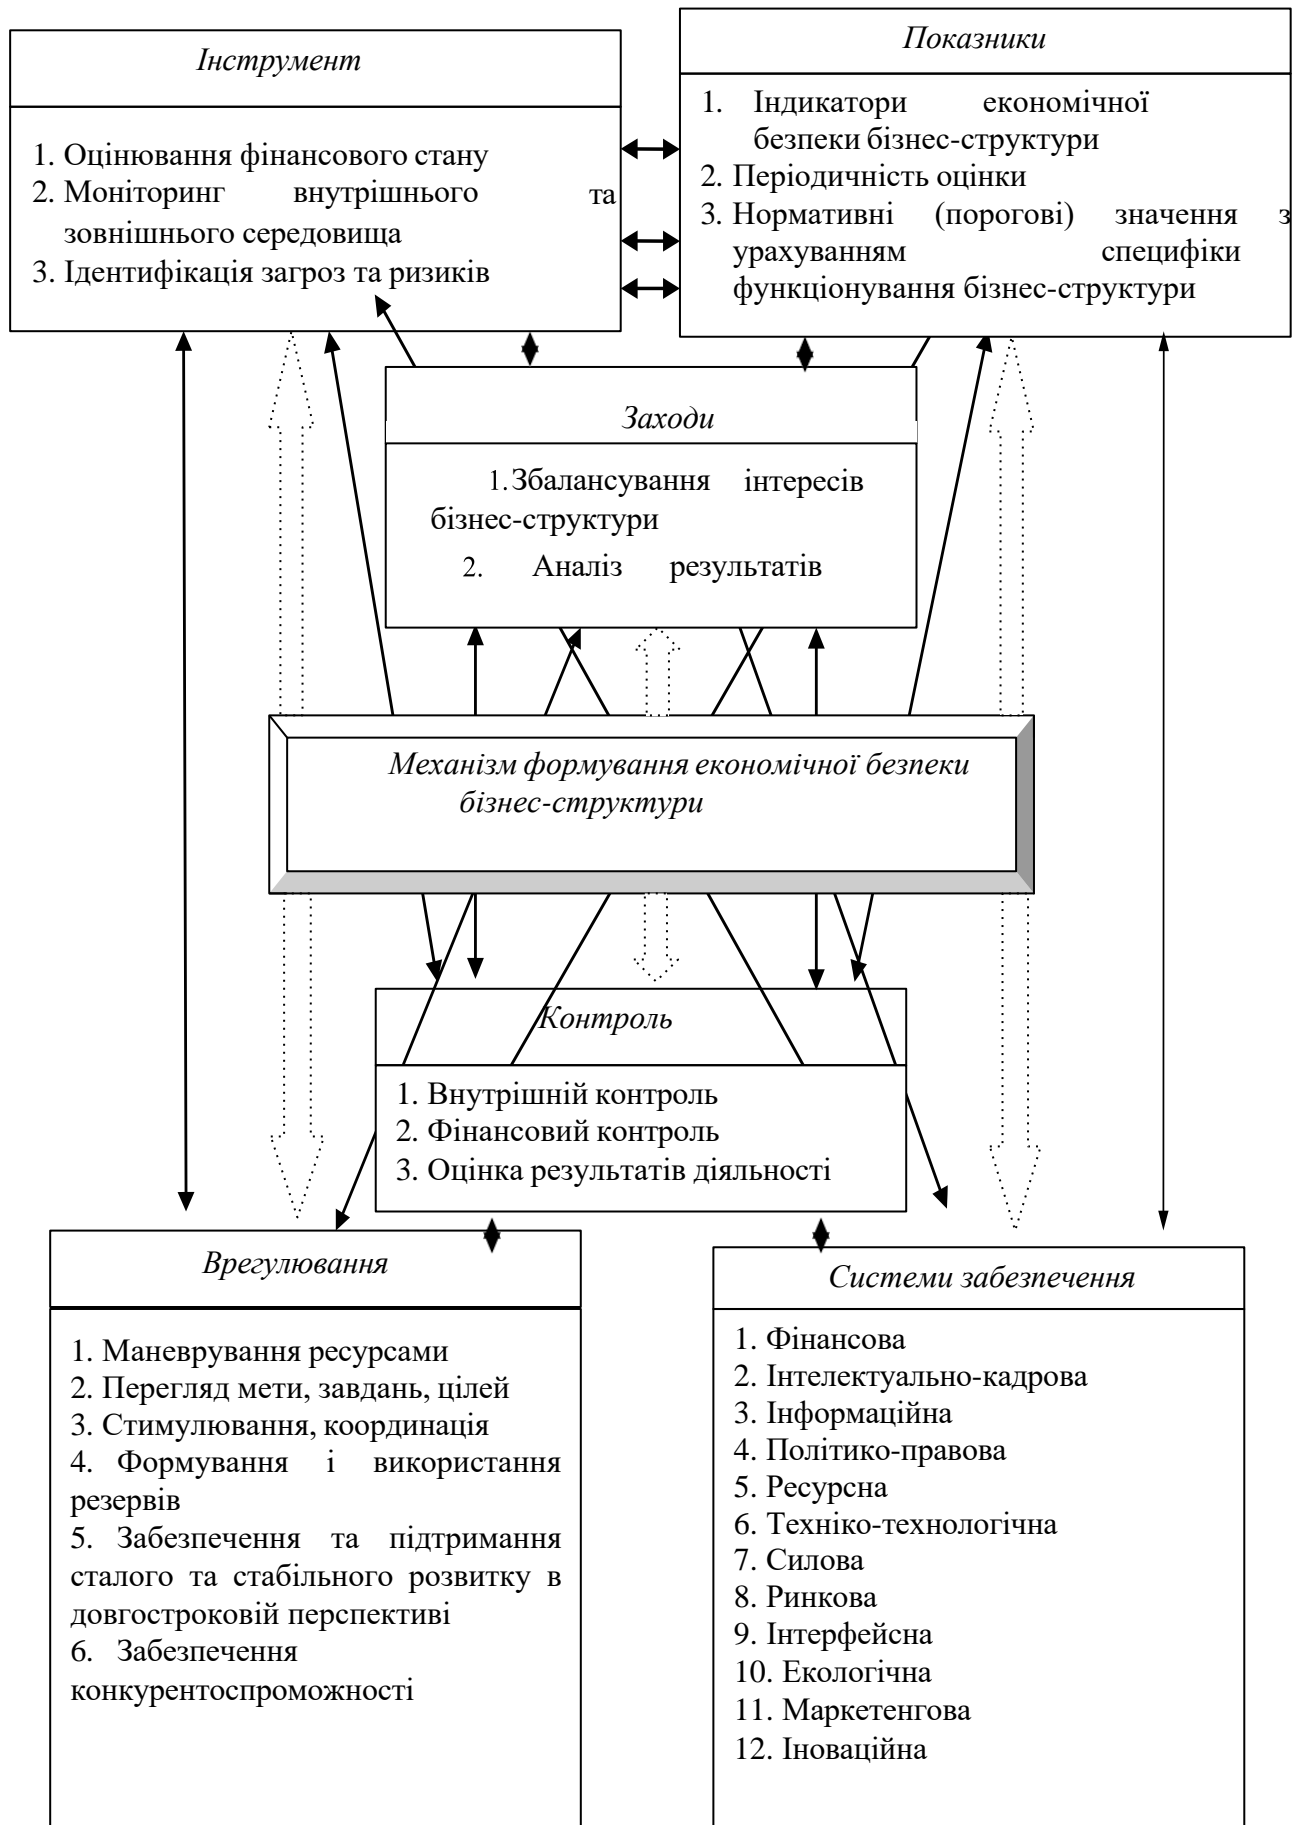 Інструмент
1. Оцінювання фінансового стану
2. Моніторинг внутрішнього та
зовнішнього середовища
3. Ідентифікація загроз та ризиків
Показники
1. Індикатори економічної
безпеки бізнес-структури
2. Періодичність оцінки
3. Нормативні (порогові) значення з
урахуванням специфіки
функціонування бізнес-структури
Заходи
1.Збалансування інтересів
бізнес-структури
2. Аналіз результатів
Механізм формування економічної безпеки
бізнес-структури
Контроль
1. Внутрішній контроль
2. Фінансовий контроль
3. Оцінка результатів діяльності
Врегулювання
1. Маневрування ресурсами
2. Перегляд мети, завдань, цілей
3. Стимулювання, координація
4. Формування і використання
резервів
5. Забезпечення та підтримання
сталого та стабільного розвитку в
довгостроковій перспективі
6. Забезпечення
конкурентоспроможності
Системи забезпечення
1. Фінансова
2. Інтелектуально-кадрова
3. Інформаційна
4. Політико-правова
5. Ресурсна
6. Техніко-технологічна
7. Силова
8. Ринкова
9. Інтерфейсна
10. Екологічна
11. Маркетенгова
12. Іноваційна